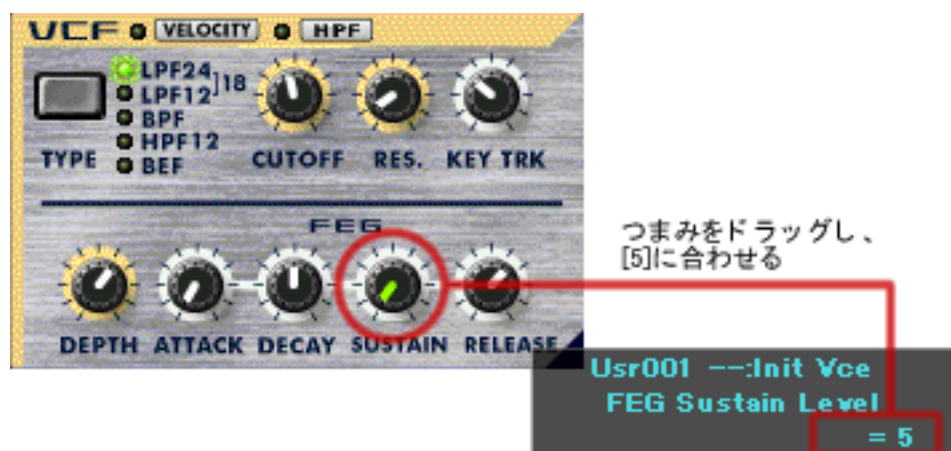 VCF VELOCITY HPF
LPF24
LPF12 ]18
BPF
HPF12
BEF
TYPE CUTOFF RES. KEY TRK
FEG
DEPTH ATTACK DECAY SUSTAIN RELEASE
つまみをドラッグし、
[5]に合わせる
Usr001 --:Init Vce
FEG Sustain Level
= 5